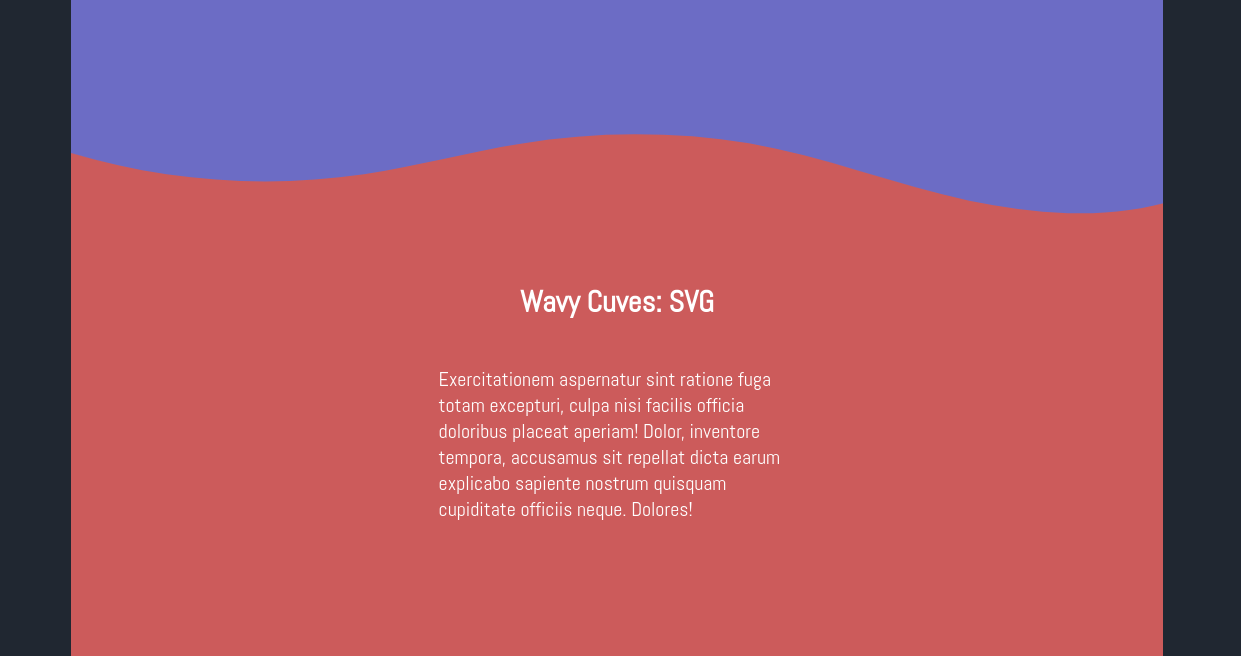 Wavy Cuves: SVG
Exercitationem aspernatur sint ratione fuga
totam excepturi, culpa nisi facilis officia
doloribus placeat aperiam! Dolor, inventore
tempora, accusamus sit repellat dicta earum
explicabo sapiente nostrum quisquam
cupiditate officiis neque. Dolores!